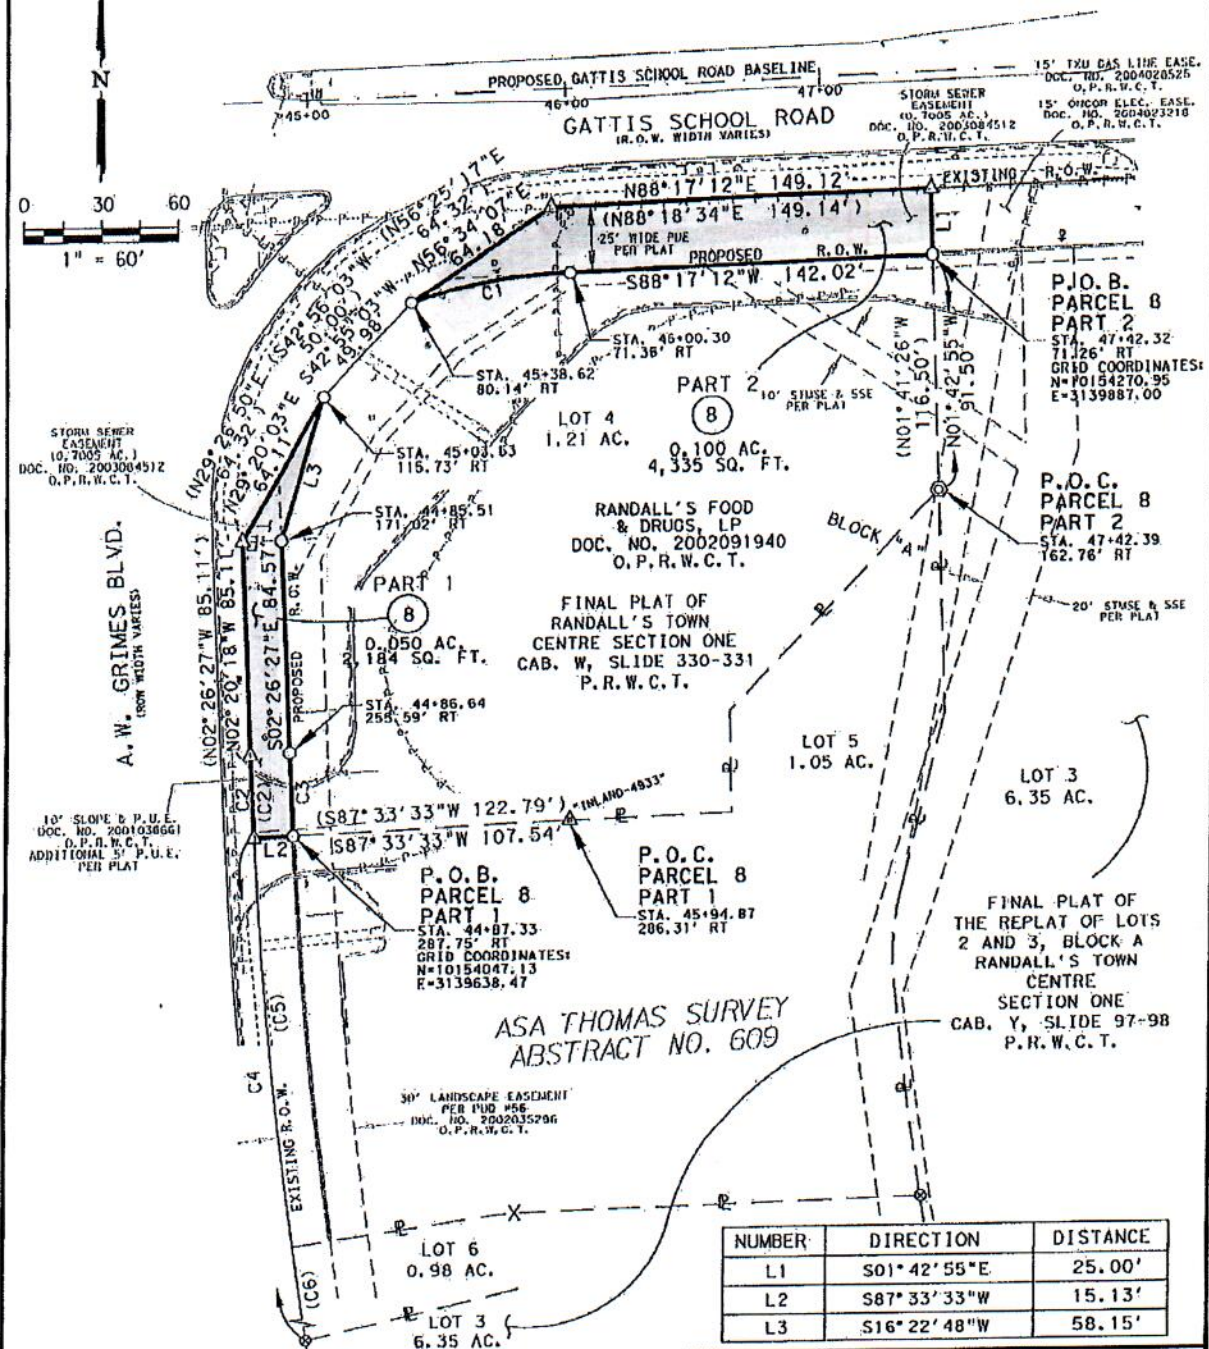 N
0 30 60
1" = 60'
PROPOSED GATTIS SCHOOL ROAD BASELINE
45+00
46+00
47+00
GATTIS SCHOOL ROAD
(R.O.W. WIDTH VARIES)
STORM SEWER
EASEMENT
(0.7005 AC.)
DOC. NO. 2003084512
O.P.R.W.C.T.
15' TXU GAS LINE EASE.
DOC. NO. 2004020526
O.P.R.W.C.T.
15' ONCOR ELEC. EASE.
DOC. NO. 2004023218
O.P.R.W.C.T.
EXISTING R.O.W.
N88°17'12"E 149.12'
(N88°18'34"E 149.14')
25' WIDE PUE
PER PLAT
PROPOSED R.O.W.
S88°17'12"W 142.02'
L1
C1
(N56°25'17"E
64.32')
N56°34'07"E
64.18'
(S42°56'03"W
50.00')
S42°55'03"W
49.98'
(N29°26'50"E
64.32')
N29°20'03"E
64.11'
L3
STA. 46+00.30
71.36' RT
STA. 45+38.62
80.14' RT
STA. 45+03.63
116.73' RT
STA. 44+85.51
171.02' RT
STA. 44+86.64
255.59' RT
P.O.B.
PARCEL 8
PART 2
STA. 47+42.32
71.26' RT
GRID COORDINATES:
N=10154270.95
E=3139887.00
(N01°41'26"W
116.50')
N01°42'55"W
91.50'
PART 2
8
0.100 AC.
4,335 SQ. FT.
10' STMSE & SSE
PER PLAT
LOT 4
1.21 AC.
P.O.C.
PARCEL 8
PART 2
STA. 47+42.39
162.76' RT
BLOCK "A"
20' STMSE & SSE
PER PLAT
RANDALL'S FOOD
& DRUGS, LP
DOC. NO. 2002091940
O.P.R.W.C.T.
FINAL PLAT OF
RANDALL'S TOWN
CENTRE SECTION ONE
CAB. W, SLIDE 330-331
P.R.W.C.T.
STORM SEWER
EASEMENT
(0.7005 AC.)
DOC. NO. 2003084512
O.P.R.W.C.T.
A.W. GRIMES BLVD.
(ROW WIDTH VARIES)
(N02°26'27"W 85.11')
N02°20'18"W 85.11'
S02°26'27"E 84.57'
PROPOSED R.O.W.
PART 1
8
0.050 AC.
184 SQ. FT.
C2
(C2)
C3
L2
10' SLOPE & P.U.E.
DOC. NO. 2001030661
O.P.R.W.C.T.
ADDITIONAL 5' P.U.E.
PER PLAT
(S87°33'33"W 122.79')
S87°33'33"W 107.54'
"INLAND-4933"
P.O.B.
PARCEL 8
PART 1
STA. 44+87.33
287.75' RT
GRID COORDINATES:
N=10154047.13
E=3139638.47
P.O.C.
PARCEL 8
PART 1
STA. 45+94.87
286.31' RT
LOT 5
1.05 AC.
LOT 3
6.35 AC.
FINAL PLAT OF
THE REPLAT OF LOTS
2 AND 3, BLOCK A
RANDALL'S TOWN
CENTRE
SECTION ONE
CAB. Y, SLIDE 97-98
P.R.W.C.T.
ASA THOMAS SURVEY
ABSTRACT NO. 609
C4
(C5)
EXISTING R.O.W.
(C6)
30' LANDSCAPE EASEMENT
PER PUD #56
DOC. NO. 2002035296
O.P.R.W.C.T.
LOT 6
0.98 AC.
LOT 3
6.35 AC.
NUMBER DIRECTION DISTANCE
L1 S01°42'55"E 25.00'
L2 S87°33'33"W 15.13'
L3 S16°22'48"W 58.15'